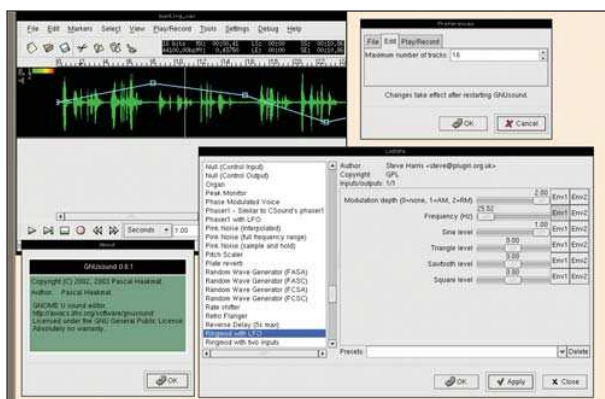 barking.wav
File Edit Markers Select View Play/Record Tools Settings Debug Help
Seconds 1.00
Preferences
File Edit Play/Record
Maximum number of tracks: 16
Changes take effect after restarting GNUsound.
OK Cancel
About
GNUsound 0.6.1
Copyright (C) 2002, 2003 Pascal Haakmat
Author: Pascal Haakmat
GNOME sound editor.
Licensed under the GNU General Public License.
Absolutely no warranty.
OK
LADSPA
Null (Control Input)
Null (Control Output)
Organ
Peak Monitor
Phase Modulated Voice
Phaser1 - Similar to CSound's phaser1
Phaser1 with LFO
Pink Noise (Interpolated)
Pink Noise (full frequency range)
Pink Noise (sample and hold)
Pitch Scaler
Plate reverb
Random Wave Generator (FASA)
Random Wave Generator (FASC)
Random Wave Generator (FCSA)
Random Wave Generator (FCSC)
Rate shifter
Retro Flanger
Reverse Delay (5s max)
Ringmod with LFO
Ringmod with two inputs
Author Steve Harris <steve@plugin.org.uk>
Copyright GPL
Inputs/outputs 1/1
2.00
Modulation depth (0=none, 1=AM, 2=RM) Env1 Env2
25.52
Frequency (Hz) Env1 Env2
1.00
Sine level Env1 Env2
0.00
Triangle level Env1 Env2
0.00
Sawtooth level Env1 Env2
0.00
Square level Env1 Env2
Presets: Delete
OK Apply Close